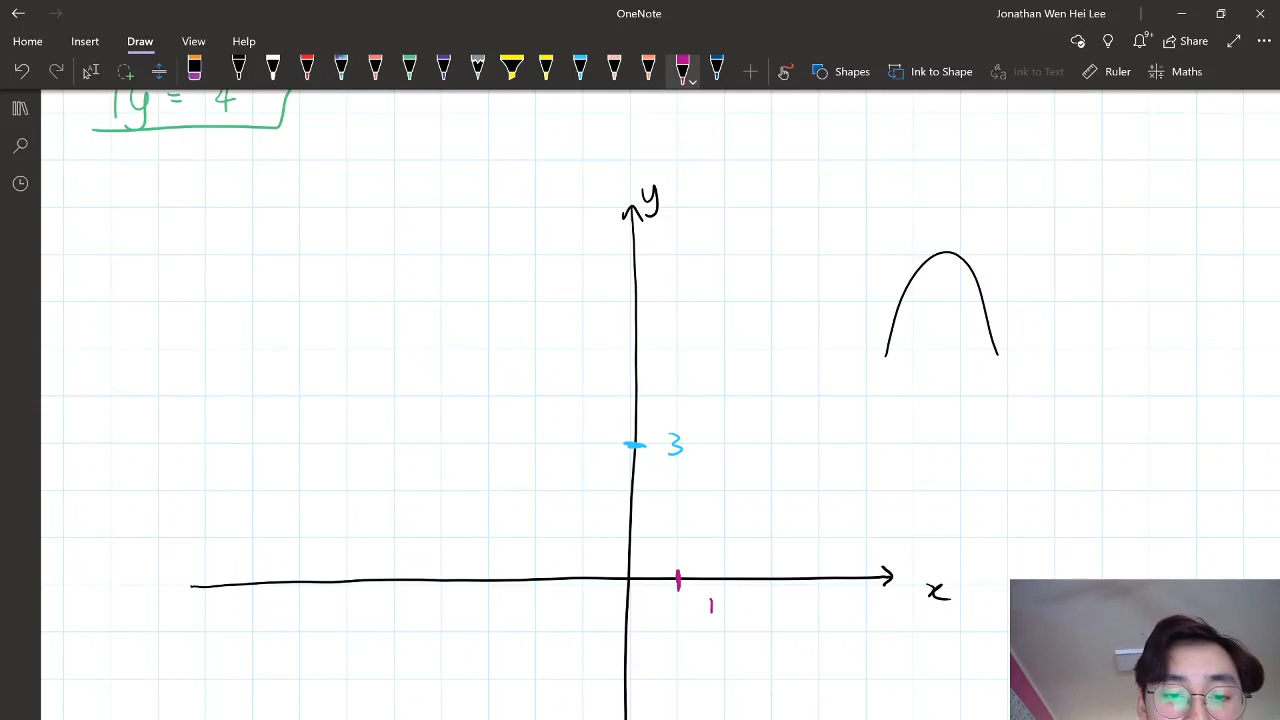 OneNote
Jonathan Wen Hei Lee
Home Insert Draw View Help
Share
Shapes Ink to Shape Ink to Text Ruler Maths
y = 4
y
3
x
1